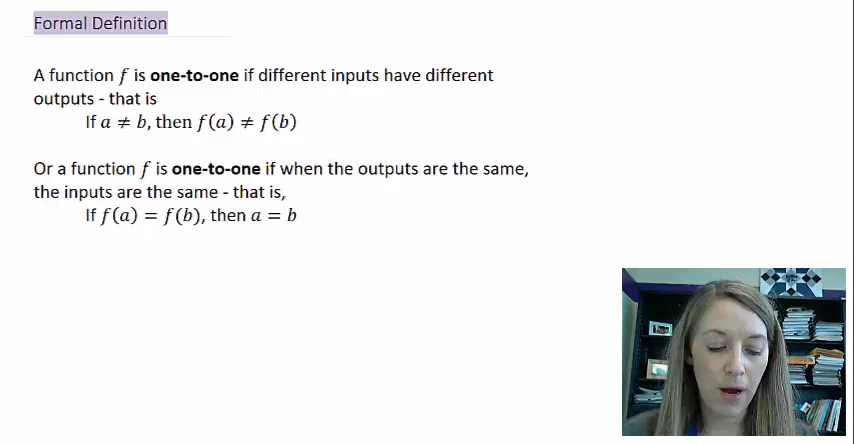 Formal Definition
A function f is one-to-one if different inputs have different
outputs - that is
If a ≠ b, then f(a) ≠ f(b)
Or a function f is one-to-one if when the outputs are the same,
the inputs are the same - that is,
If f(a) = f(b), then a = b